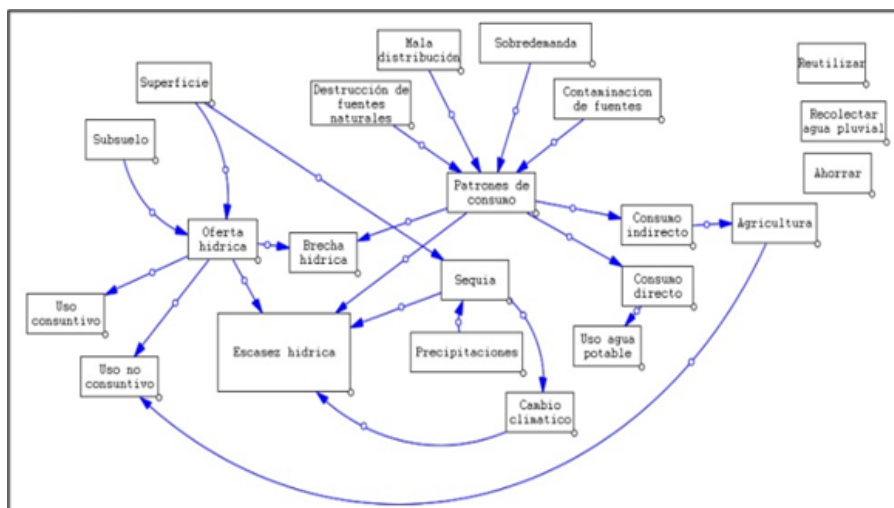 Mala
distribución
Sobredemanda
Superficie
Destrucción de
fuentes
naturales
Contaminacion
de fuentes
Reutilizar
Recolectar
agua pluvial
Ahorrar
Subsuelo
Patrones de
consumo
Oferta
hidrica
Brecha
hidrica
Consumo
indirecto
Agricultura
Sequia
Consumo
directo
Uso
consuntivo
Escasez hidrica
Precipitaciones
Uso agua
potable
Uso no
consuntivo
Cambio
climatico